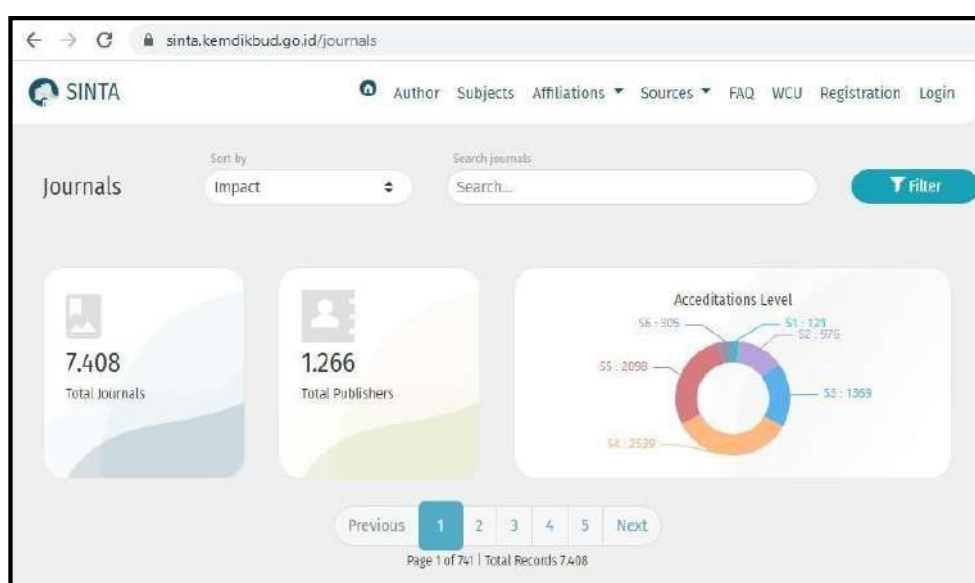 sinta.kemdikbud.go.id/journals
SINTA
Author Subjects Affiliations Sources FAQ WCU Registration Login
Sort by
Search journals
Journals
Impact
Search...
Filter
7.408
Total Journals
1.266
Total Publishers
Acceditations Level
S6 : 305
S1 : 121
S2 : 976
S5 : 2098
S3 : 1369
S4 : 2539
Previous 1 2 3 4 5 Next
Page 1 of 741 | Total Records 7.408